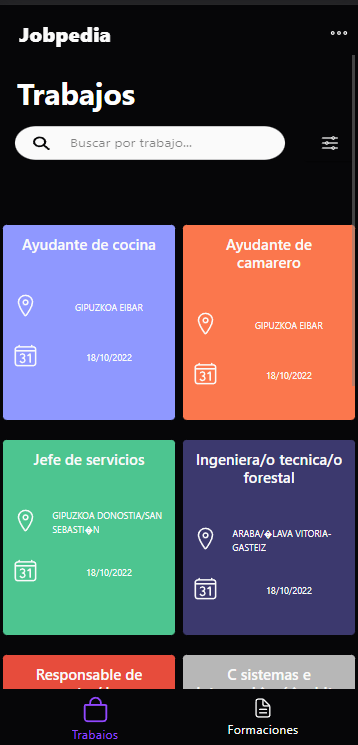 Jobpedia
Trabajos
Buscar por trabajo...
Ayudante de cocina
GIPUZKOA EIBAR
31
18/10/2022
Ayudante de
camarero
GIPUZKOA EIBAR
31
18/10/2022
Jefe de servicios
GIPUZKOA DONOSTIA/SAN
SEBASTI�N
31
18/10/2022
Ingeniera/o tecnica/o
forestal
ARABA/�LAVA VITORIA-
GASTEIZ
31
18/10/2022
Responsable de
C sistemas e
Trabajos
Formaciones